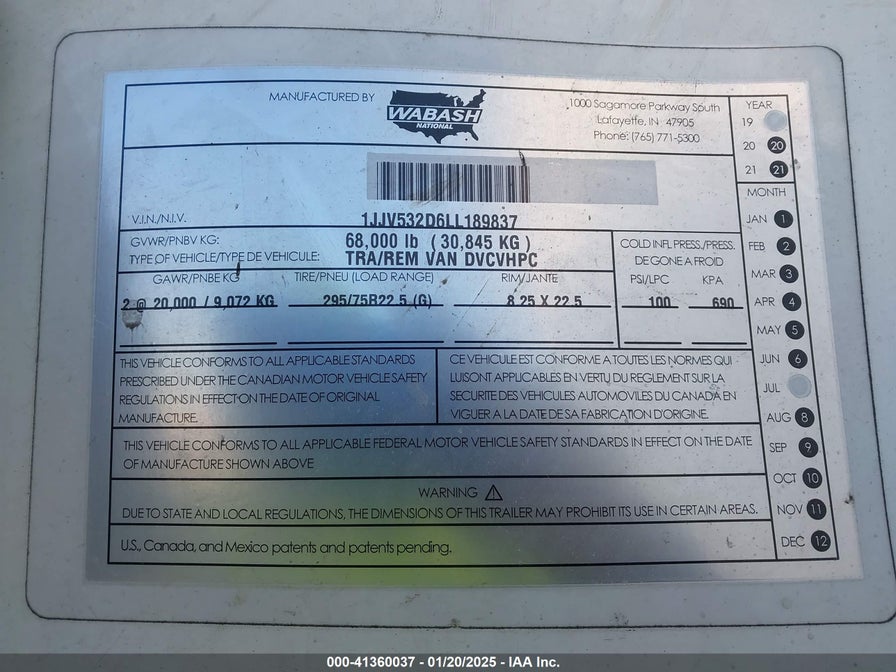 MANUFACTURED BY
WABASH
NATIONAL
1000 Sagamore Parkway South
Lafayette, IN 47905
Phone: (765) 771-5300
V.I.N./N.I.V.
1JJV532D6LL189837
GVWR/PNBV KG:
68,000 lb ( 30,845 KG )
TYPE OF VEHICLE/TYPE DE VEHICULE:
TRA/REM VAN DVCVHPC
COLD INFL PRESS./PRESS.
DE GONE A FROID
GAWR/PNBE KG
TIRE/PNEU (LOAD RANGE)
RIM/JANTE
PSI/LPC
KPA
2 @ 20,000 / 9,072 KG
295/75R22.5 (G)
8.25 X 22.5
100
690
THIS VEHICLE CONFORMS TO ALL APPLICABLE STANDARDS
PRESCRIBED UNDER THE CANADIAN MOTOR VEHICLE SAFETY
REGULATIONS IN EFFECT ON THE DATE OF ORIGINAL
MANUFACTURE.
CE VEHICULE EST CONFORME A TOUTES LES NORMES QUI
LUISONT APPLICABLES EN VERTU DU REGLEMENT SUR LA
SECURITE DES VEHICULES AUTOMOVILES DU CANADA EN
VIGUER A LA DATE DE SA FABRICATION D'ORIGINE.
THIS VEHICLE CONFORMS TO ALL APPLICABLE FEDERAL MOTOR VEHICLE SAFETY STANDARDS IN EFFECT ON THE DATE
OF MANUFACTURE SHOWN ABOVE
WARNING
DUE TO STATE AND LOCAL REGULATIONS, THE DIMENSIONS OF THIS TRAILER MAY PROHIBIT ITS USE IN CERTAIN AREAS.
U.S., Canada, and Mexico patents and patents pending.
YEAR
19
20 20
21 21
MONTH
JAN 1
FEB 2
MAR 3
APR 4
MAY 5
JUN 6
JUL
AUG 8
SEP 9
OCT 10
NOV 11
DEC 12
000-41360037 - 01/20/2025 - IAA Inc.